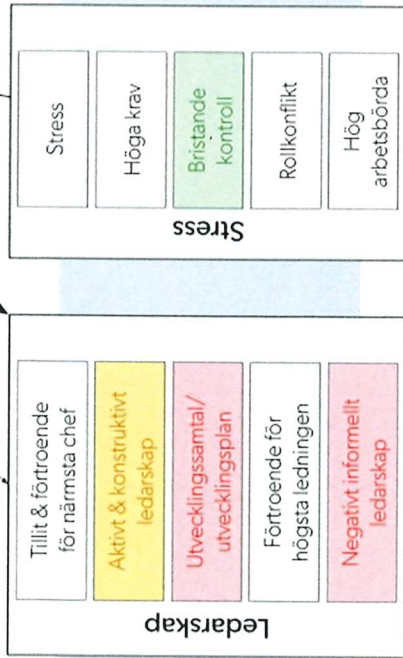 Stress
Stress
Höga krav
Bristande
kontroll
Rollkonflikt
Hög
arbetsbörda
Ledarskap
Tillit & förtroende
för närmsta chef
Aktivt & konstruktivt
ledarskap
Utvecklingssamtal/
utvecklingsplan
Förtroende för
högsta ledningen
Negativt informellt
ledarskap